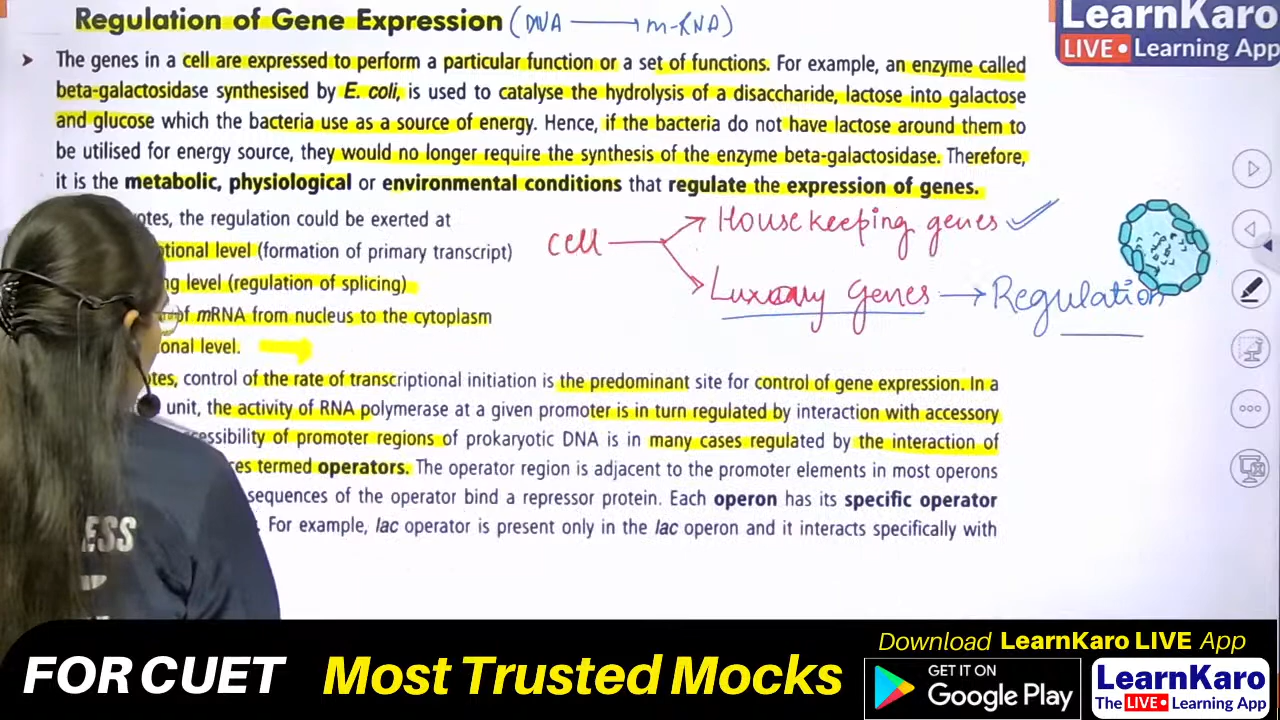 Regulation of Gene Expression (DNA → m-RNA)
LearnKaro
LIVE • Learning App
➤ The genes in a cell are expressed to perform a particular function or a set of functions. For example, an enzyme called
beta-galactosidase synthesised by E. coli, is used to catalyse the hydrolysis of a disaccharide, lactose into galactose
and glucose which the bacteria use as a source of energy. Hence, if the bacteria do not have lactose around them to
be utilised for energy source, they would no longer require the synthesis of the enzyme beta-galactosidase. Therefore,
it is the metabolic, physiological or environmental conditions that regulate the expression of genes.
the regulation could be exerted at
level (formation of primary transcript)
level (regulation of splicing)
of mRNA from nucleus to the cytoplasm
level.
cell
House keeping genes ✓
Genes → Regulation
control of the rate of transcriptional initiation is the predominant site for control of gene expression. In a
unit, the activity of RNA polymerase at a given promoter is in turn regulated by interaction with accessory
of promoter regions of prokaryotic DNA is in many cases regulated by the interaction of
termed operators. The operator region is adjacent to the promoter elements in most operons
sequences of the operator bind a repressor protein. Each operon has its specific operator
For example, lac operator is present only in the lac operon and it interacts specifically with
ESS
FOR CUET Most Trusted Mocks
Download LearnKaro LIVE App
GET IT ON
Google Play
LearnKaro
The LIVE • Learning App